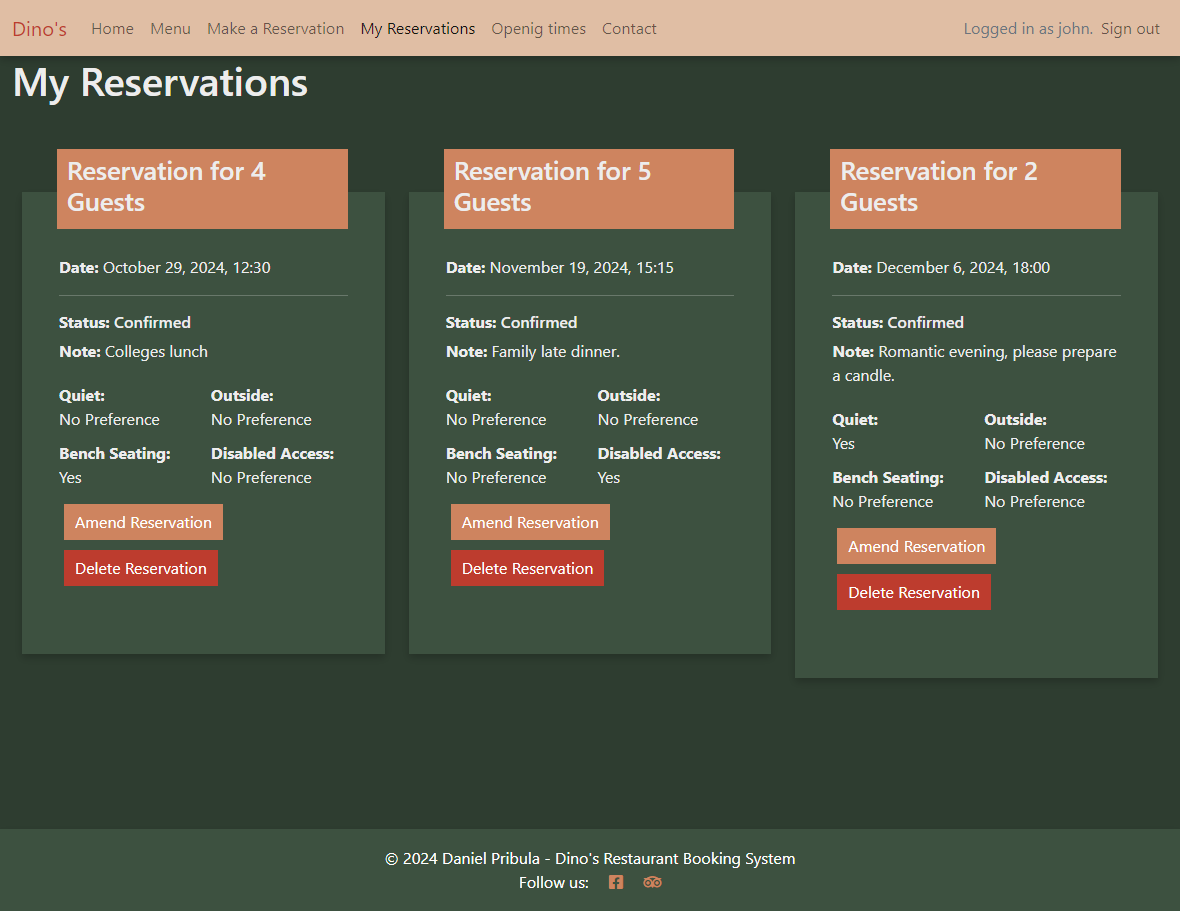 Dino's Home Menu Make a Reservation My Reservations Openig times Contact Logged in as john. Sign out
My Reservations
Reservation for 4
Guests
Date: October 29, 2024, 12:30
Status: Confirmed
Note: Colleges lunch
Quiet: Outside:
No Preference No Preference
Bench Seating: Disabled Access:
Yes No Preference
Amend Reservation
Delete Reservation
Reservation for 5
Guests
Date: November 19, 2024, 15:15
Status: Confirmed
Note: Family late dinner.
Quiet: Outside:
No Preference No Preference
Bench Seating: Disabled Access:
No Preference Yes
Amend Reservation
Delete Reservation
Reservation for 2
Guests
Date: December 6, 2024, 18:00
Status: Confirmed
Note: Romantic evening, please prepare
a candle.
Quiet: Outside:
Yes No Preference
Bench Seating: Disabled Access:
No Preference No Preference
Amend Reservation
Delete Reservation
© 2024 Daniel Pribula - Dino's Restaurant Booking System
Follow us: